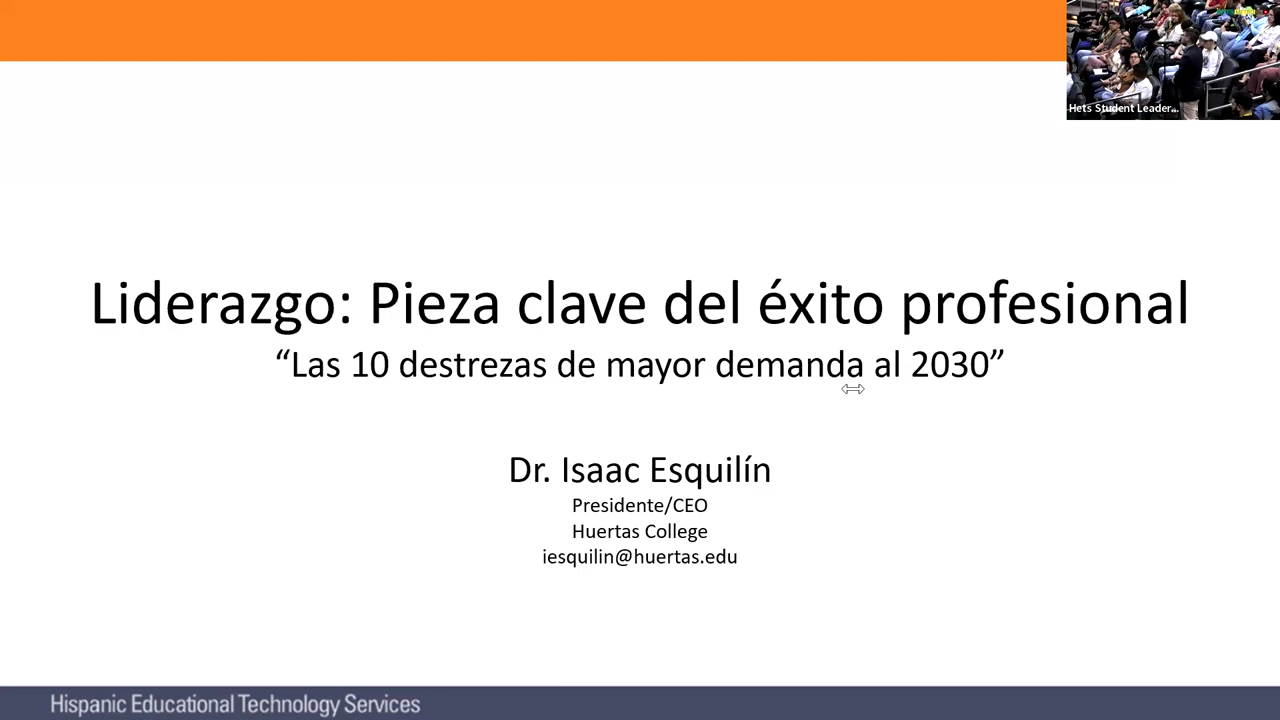 Hets Student Leader...
Liderazgo: Pieza clave del éxito profesional
“Las 10 destrezas de mayor demanda al 2030”
Dr. Isaac Esquilín
Presidente/CEO
Huertas College
iesquilin@huertas.edu
Hispanic Educational Technology Services